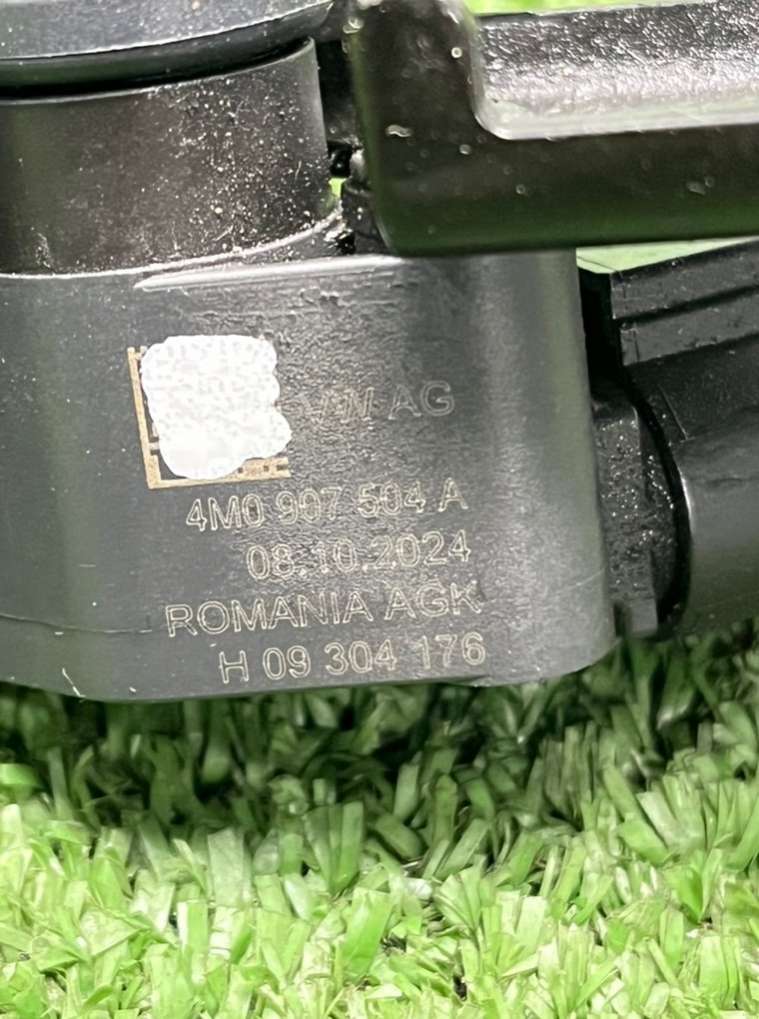 VW AG
4M0 907 504 A
08.10.2024
ROMANIA AGK
H 09 304 176